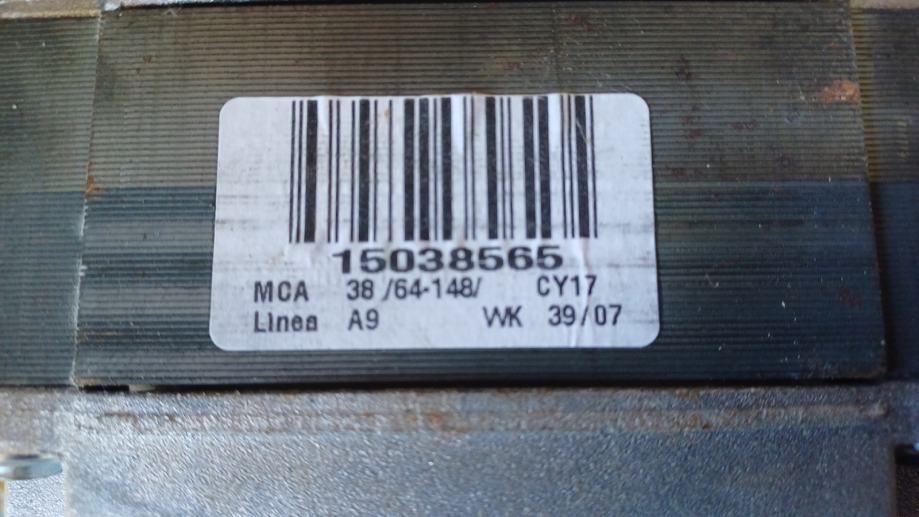 15038565
MCA 38 /64-148/ CY17
Linea A9 WK 39/07